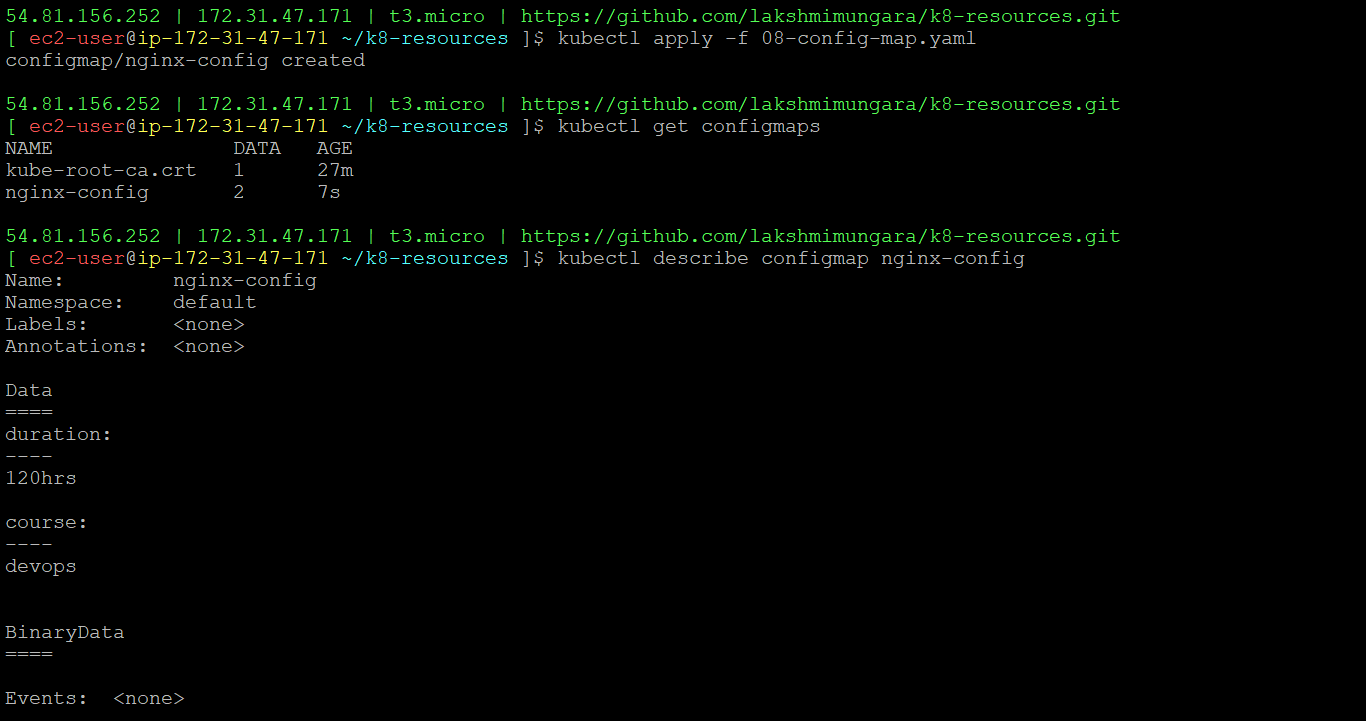 54.81.156.252 | 172.31.47.171 | t3.micro | https://github.com/lakshmimungara/k8-resources.git
[ ec2-user@ip-172-31-47-171 ~/k8-resources ]$ kubectl apply -f 08-config-map.yaml
configmap/nginx-config created
54.81.156.252 | 172.31.47.171 | t3.micro | https://github.com/lakshmimungara/k8-resources.git
[ ec2-user@ip-172-31-47-171 ~/k8-resources ]$ kubectl get configmaps
NAME               DATA   AGE
kube-root-ca.crt   1      27m
nginx-config       2      7s
54.81.156.252 | 172.31.47.171 | t3.micro | https://github.com/lakshmimungara/k8-resources.git
[ ec2-user@ip-172-31-47-171 ~/k8-resources ]$ kubectl describe configmap nginx-config
Name:         nginx-config
Namespace:    default
Labels:       <none>
Annotations:  <none>
Data
====
duration:
----
120hrs
course:
----
devops
BinaryData
====
Events:  <none>